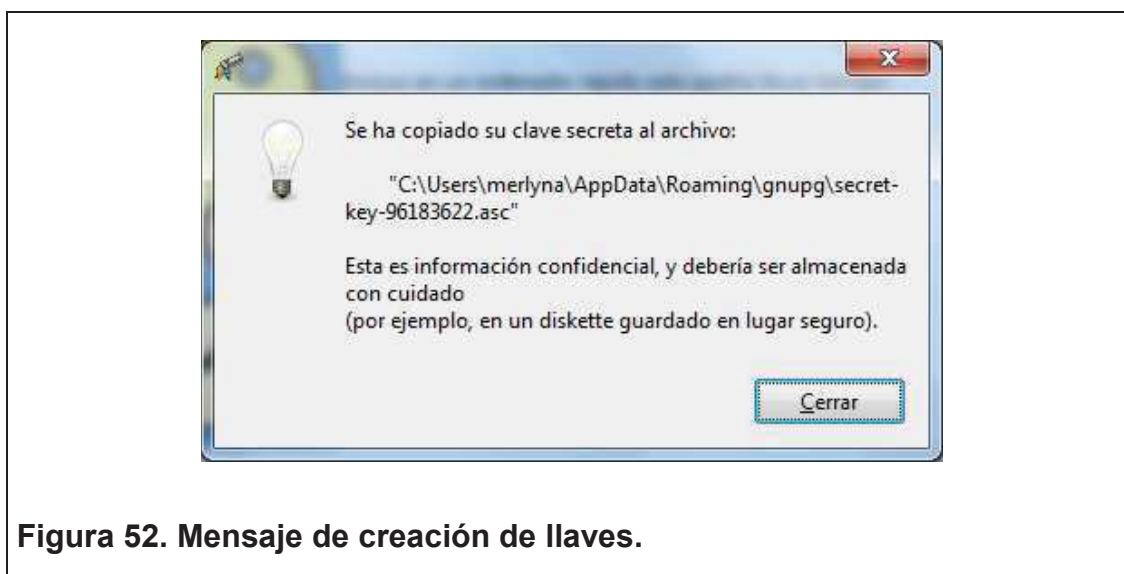 Se ha copiado su clave secreta al archivo:
"C:\Users\merlyna\AppData\Roaming\gnupg\secret-
key-96183622.asc"
Esta es información confidencial, y debería ser almacenada
con cuidado
(por ejemplo, en un diskette guardado en lugar seguro).
Cerrar
Figura 52. Mensaje de creación de llaves.